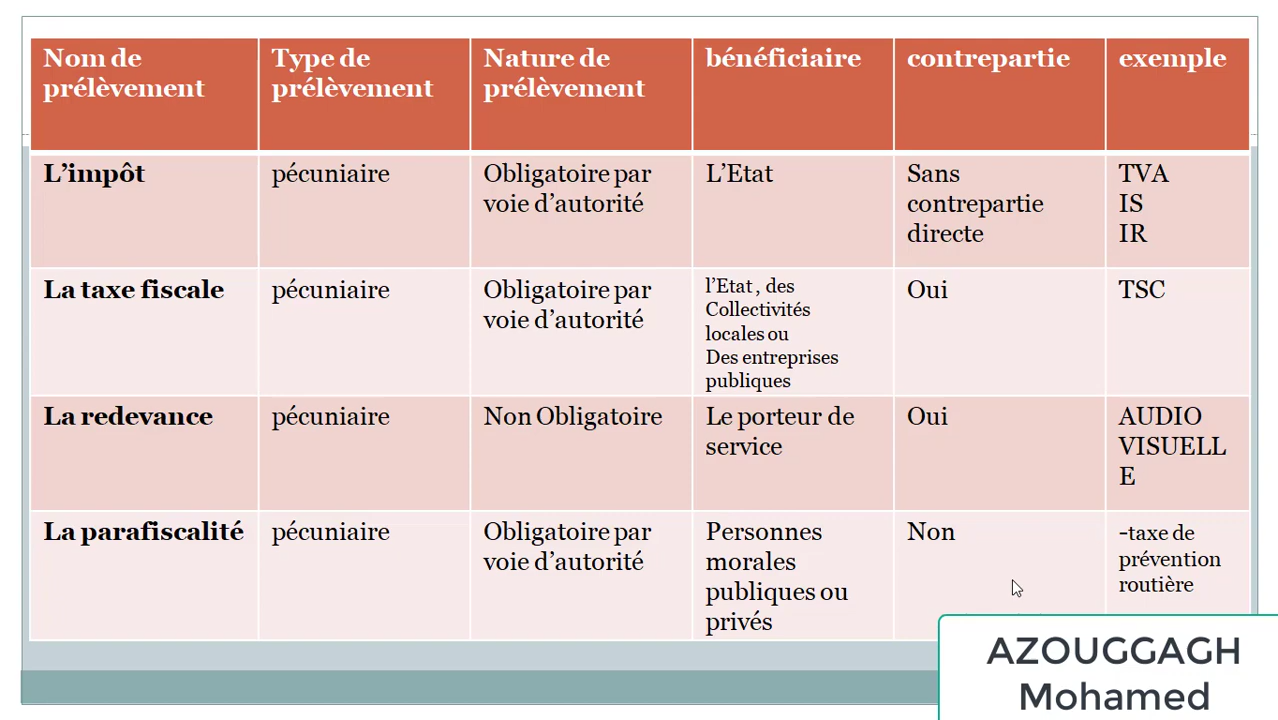 Nom de
prélèvement
Type de
prélèvement
Nature de
prélèvement
bénéficiaire
contrepartie
exemple
L’impôt
pécuniaire
Obligatoire par
voie d’autorité
L’Etat
Sans
contrepartie
directe
TVA
IS
IR
La taxe fiscale
pécuniaire
Obligatoire par
voie d’autorité
l’Etat , des
Collectivités
locales ou
Des entreprises
publiques
Oui
TSC
La redevance
pécuniaire
Non Obligatoire
Le porteur de
service
Oui
AUDIO
VISUELL
E
La parafiscalité
pécuniaire
Obligatoire par
voie d’autorité
Personnes
morales
publiques ou
privés
Non
-taxe de
prévention
routière
AZOUGGAGH
Mohamed